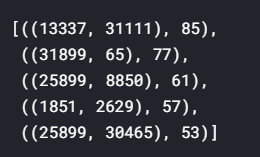 [((13337, 31111), 85),
((31899, 65), 77),
((25899, 8850), 61),
((1851, 2629), 57),
((25899, 30465), 53)]